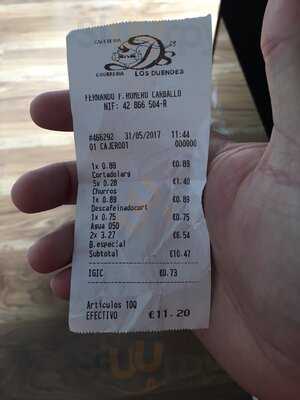 CAFETERIA
CHURRERIA LOS DUENDES
FERNANDO F. ROMERO CARBALLO
NIF: 42 866 504-R
#466292 31/05/2017 11:44
01 CAJERO01 000000
1x 0.89 €0.89
Cortadolarg
5x 0.28 €1.40
Churros
1x 0.89 €0.89
Descafeinadocort
1x 0.75 €0.75
Agua 050
2x 3.27 €6.54
B.especial
Subtotal €10.47
IGIC €0.73
Artículos 10Q
EFECTIVO €11.20